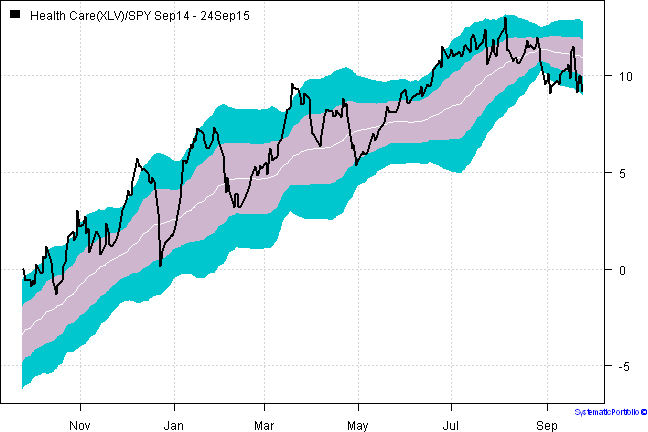 Health Care(XLV)/SPY Sep14 - 24Sep15
10
5
0
-5
Nov Jan Mar May Jul Sep
SystematicPortfolio ©